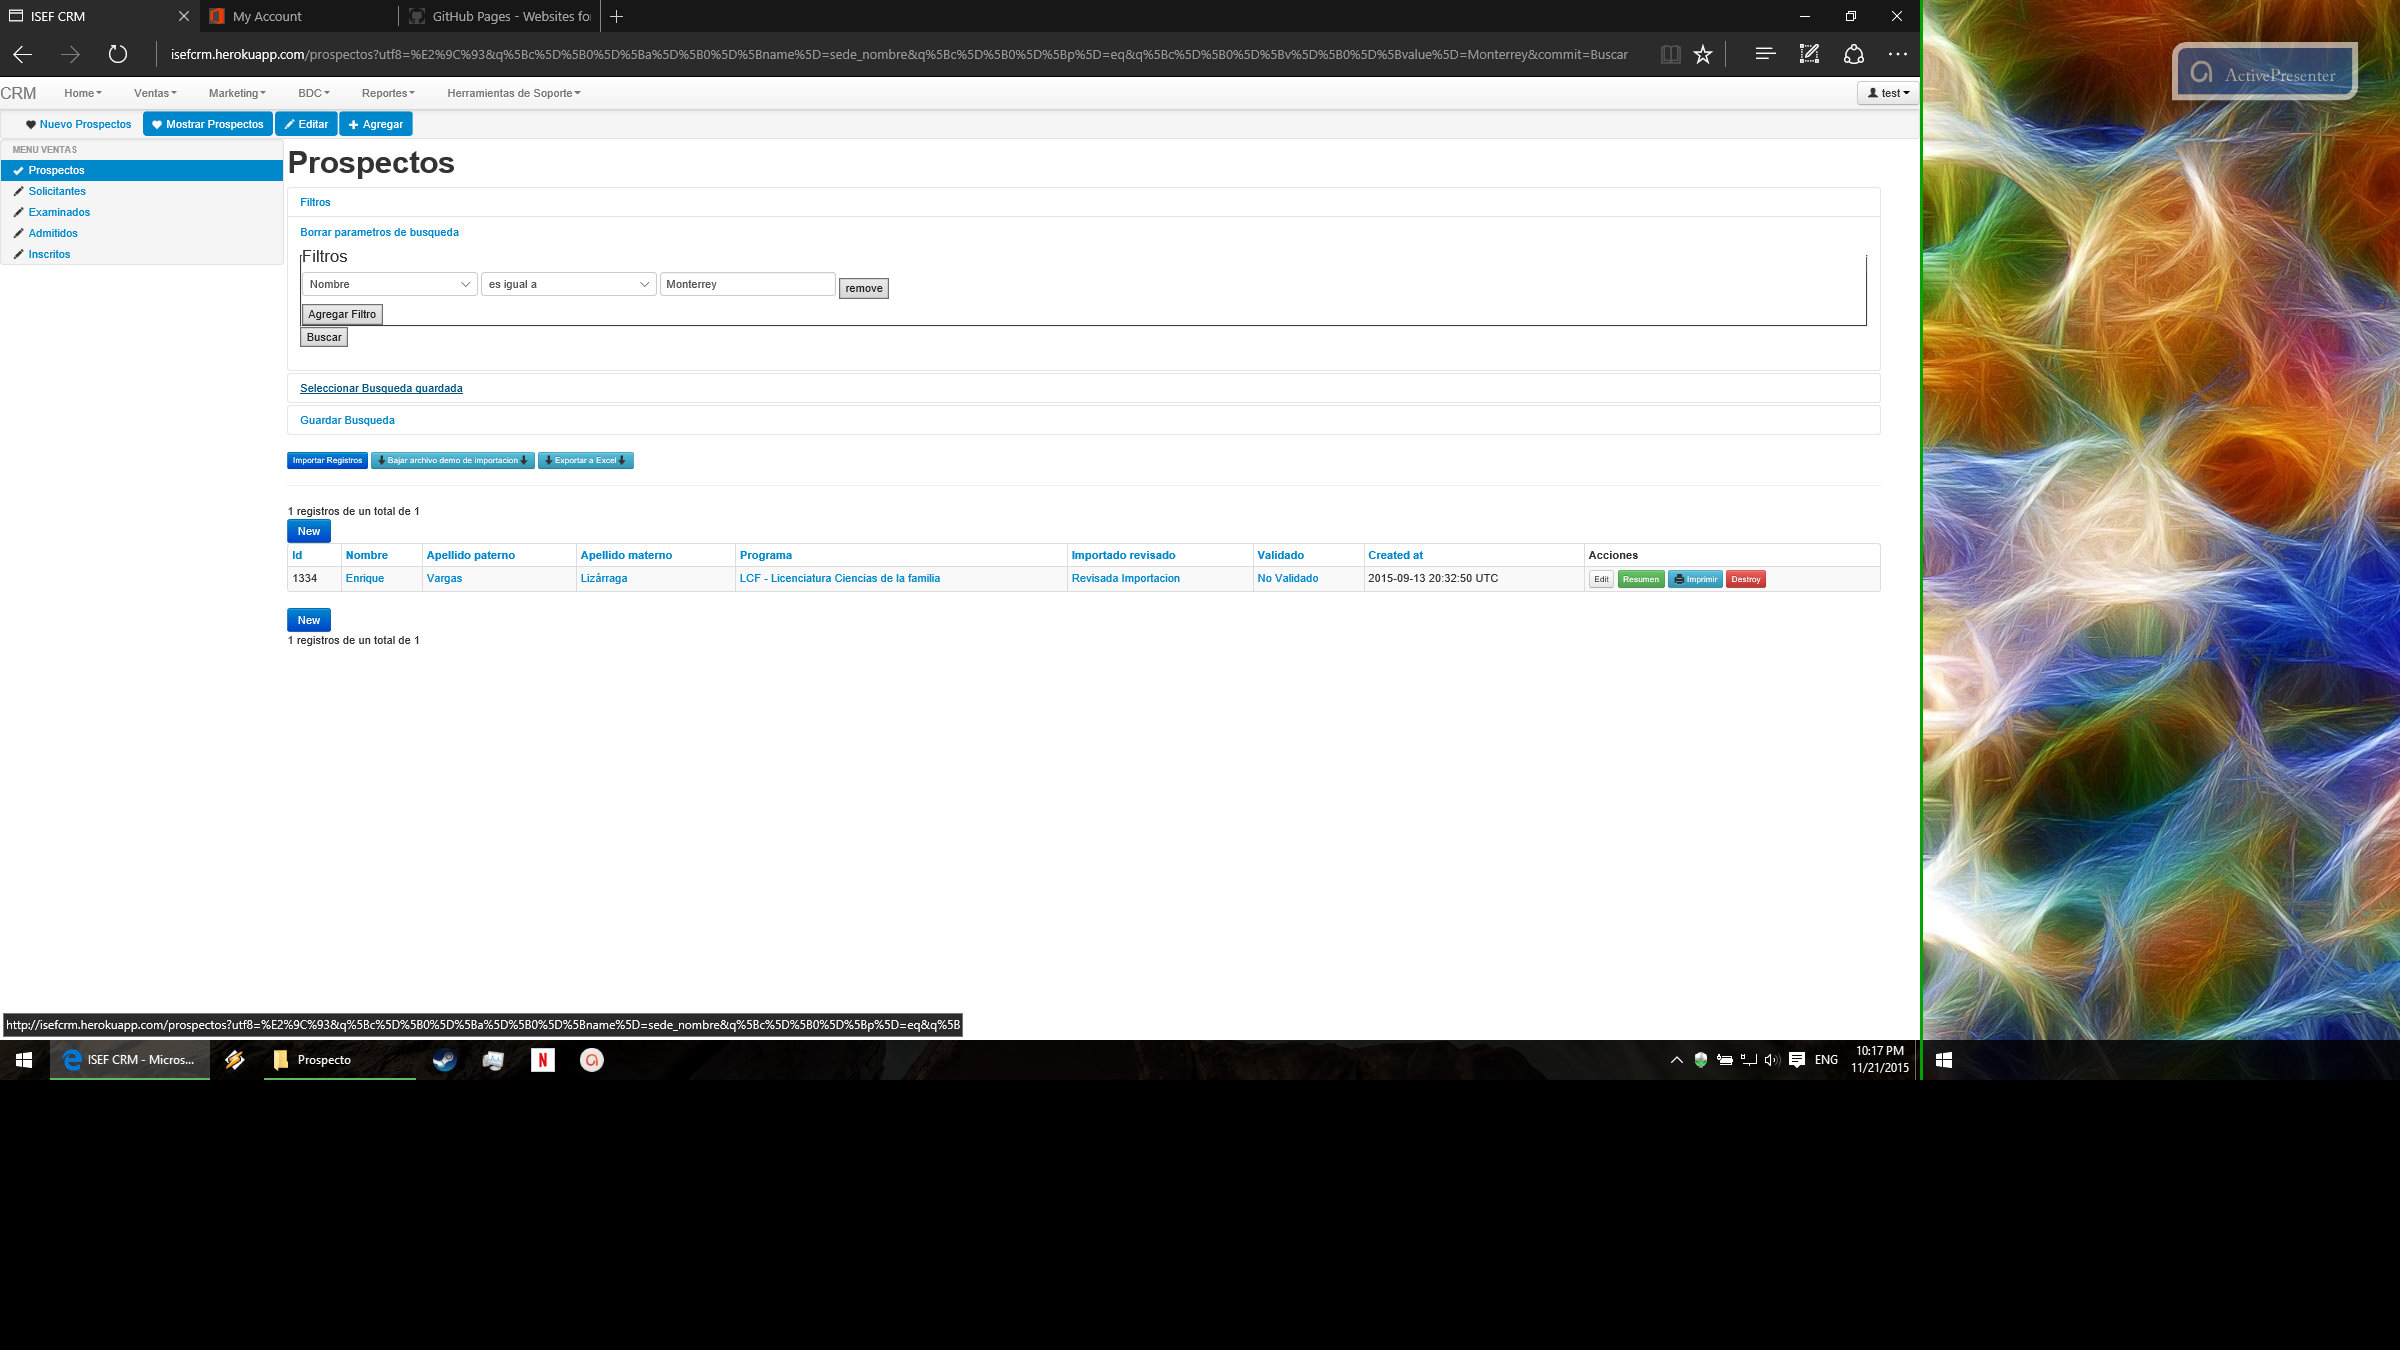 ISEF CRM
My Account
GitHub Pages - Websites fo
isefcrm.herokuapp.com/prospectos?utf8=%E2%9C%93&q%5Bc%5D%5B0%5D%5Ba%5D%5B0%5D%5Bname%5D=sede_nombre&q%5Bc%5D%5B0%5D%5Bp%5D=eq&q%5Bc%5D%5B0%5D%5Bv%5D%5B0%5D%5Bvalue%5D=Monterrey&commit=Buscar
ActivePresenter
CRM Home Ventas Marketing BDC Reportes Herramientas de Soporte test
Nuevo Prospectos Mostrar Prospectos Editar Agregar
MENU VENTAS
Prospectos
Solicitantes
Examinados
Admitidos
Inscritos
Prospectos
Filtros
Borrar parametros de busqueda
Filtros
Nombre es igual a Monterrey remove
Agregar Filtro
Buscar
Seleccionar Busqueda guardada
Guardar Busqueda
Importar Registros Bajar archivo demo de importacion Exportar a Excel
1 registros de un total de 1
New
Id Nombre Apellido paterno Apellido materno Programa Importado revisado Validado Created at Acciones
1334 Enrique Vargas Lizárraga LCF - Licenciatura Ciencias de la familia Revisada Importacion No Validado 2015-09-13 20:32:50 UTC Edit Resumen Imprimir Destroy
New
1 registros de un total de 1
http://isefcrm.herokuapp.com/prospectos?utf8=%E2%9C%93&q%5Bc%5D%5B0%5D%5Ba%5D%5B0%5D%5Bname%5D=sede_nombre&q%5Bc%5D%5B0%5D%5Bp%5D=eq&q%5B
ISEF CRM - Micros...
Prospecto
N
ENG
10:17 PM
11/21/2015